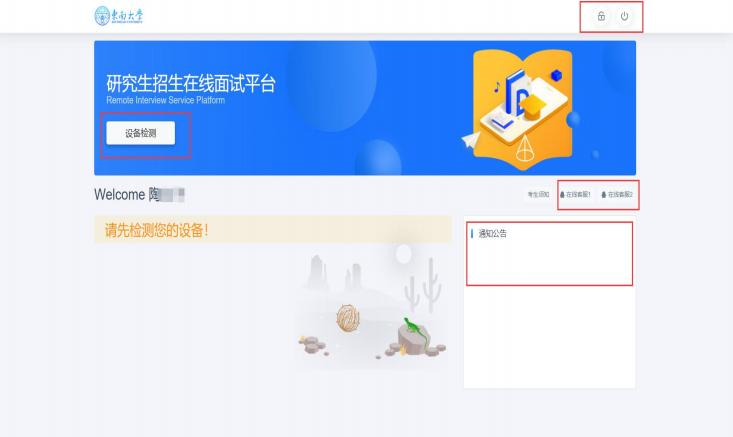 东南大学
研究生招生在线面试平台
Remote Interview Service Platform
设备检测
Welcome 陶
考生须知 在线客服1 在线客服2
请先检测您的设备!
通知公告